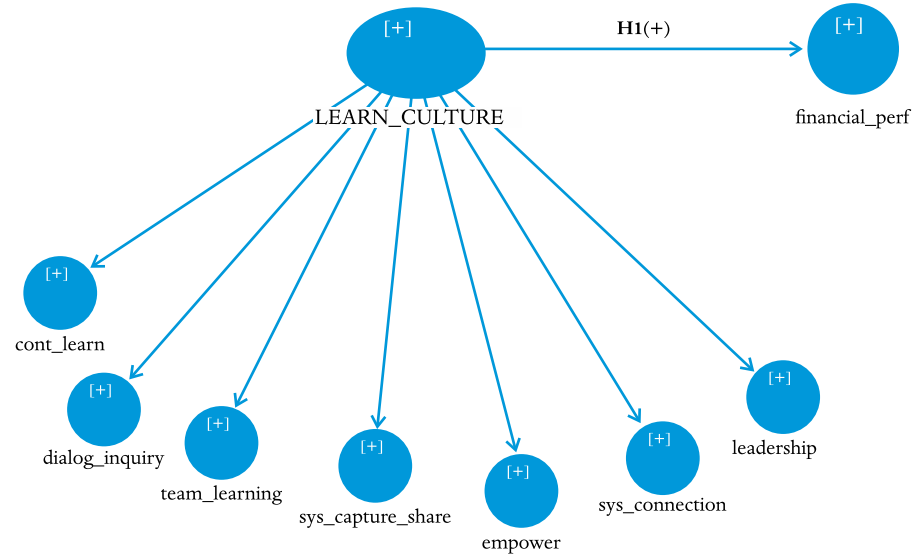 [+]
H1(+)
[+]
LEARN_CULTURE
financial_perf
[+]
cont_learn
[+]
dialog_inquiry
[+]
team_learning
[+]
sys_capture_share
[+]
empower
[+]
sys_connection
[+]
leadership